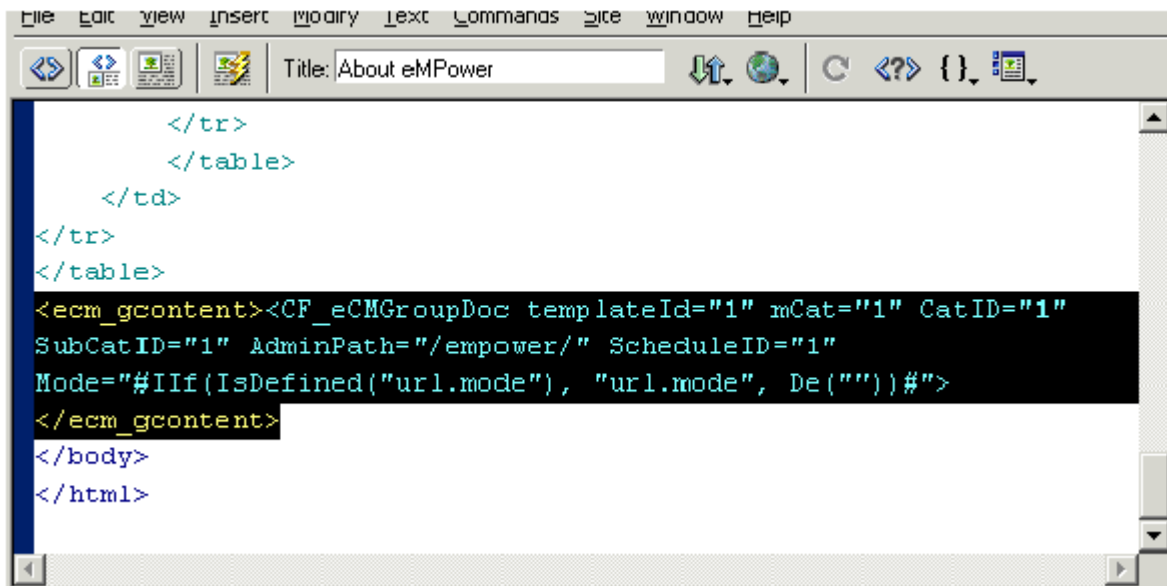 File Edit View Insert Modify Text Commands Site Window Help
Title: About eMPower
</tr>
</table>
</td>
</tr>
</table>
<ecm_gcontent><CF_eCMGroupDoc templateId="1" mCat="1" CatID="1"
SubCatID="1" AdminPath="/empower/" ScheduleID="1"
Mode="#IIf(IsDefined("url.mode"), "url.mode", De(""))#">
</ecm_gcontent>
</body>
</html>